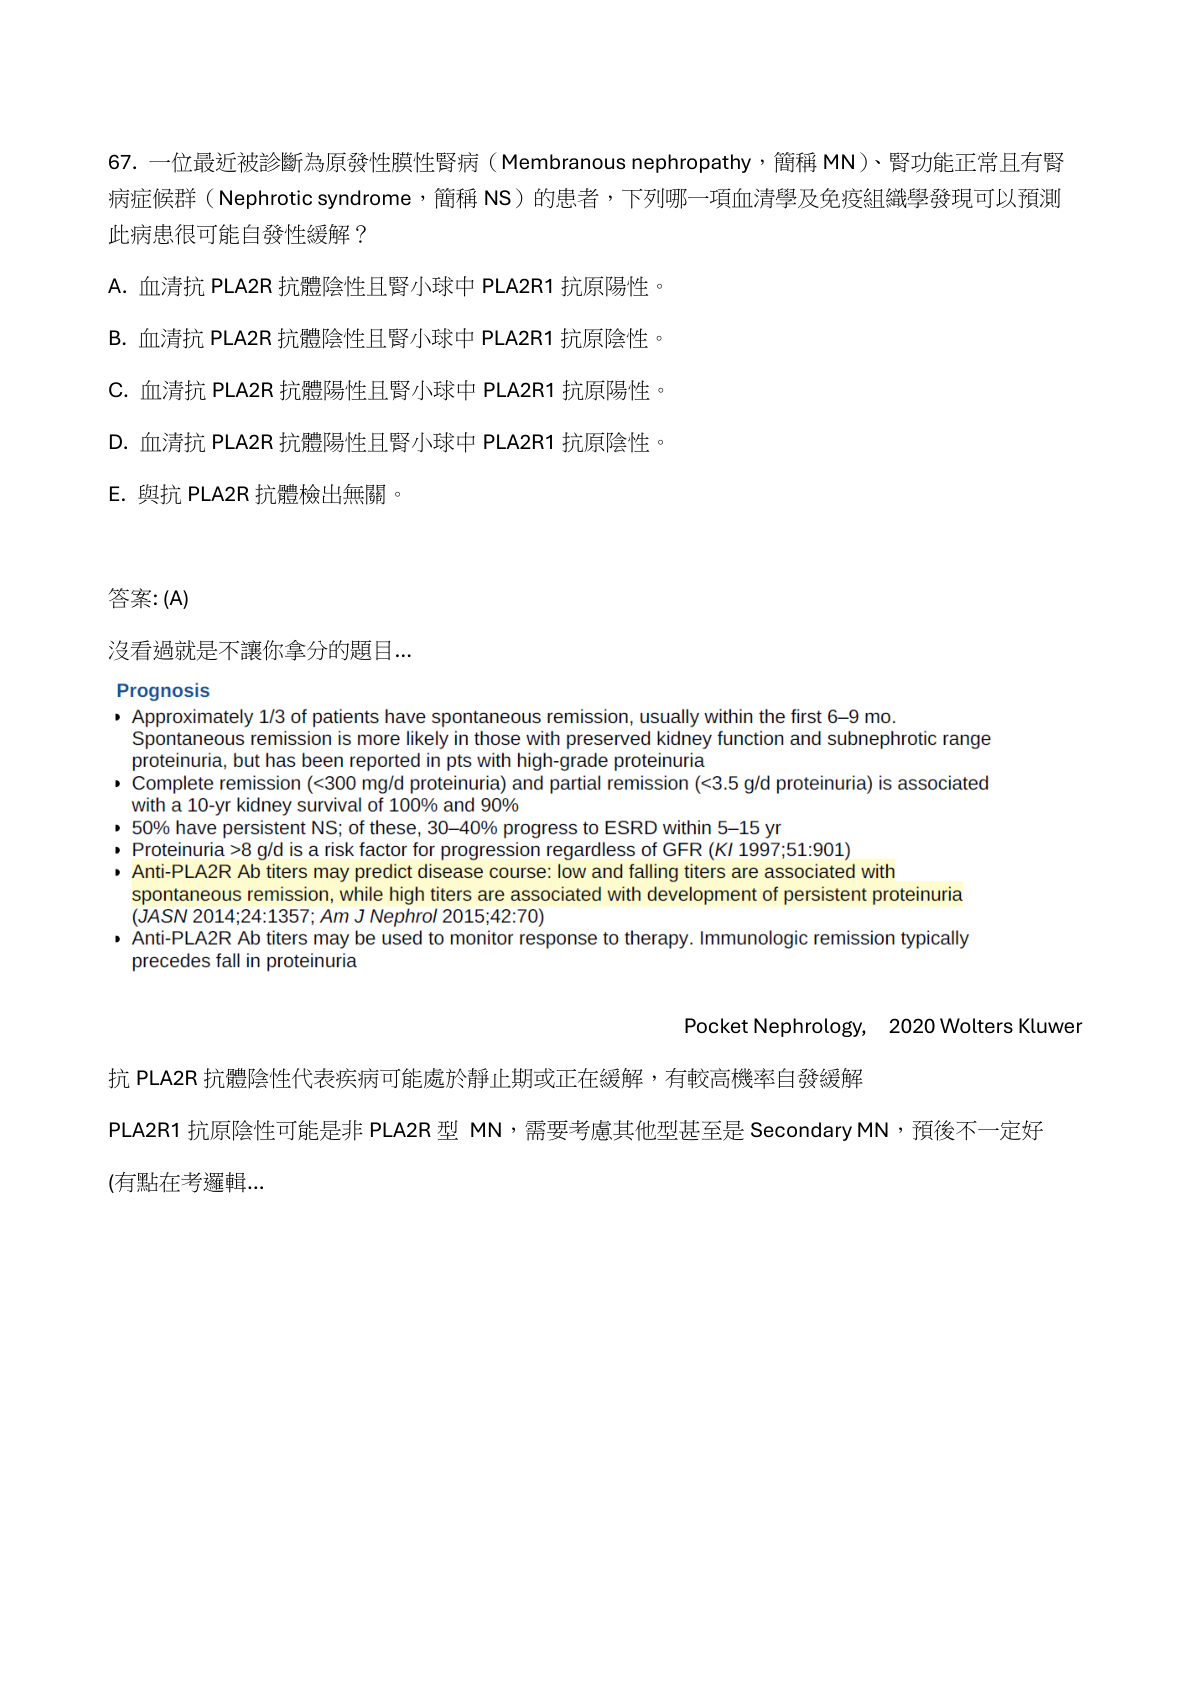 67. 一位最近被診斷為原發性膜性腎病（Membranous nephropathy，簡稱 MN）、腎功能正常且有腎
病症候群（Nephrotic syndrome，簡稱 NS）的患者，下列哪一項血清學及免疫組織學發現可以預測
此病患很可能自發性緩解？
A. 血清抗 PLA2R 抗體陰性且腎小球中 PLA2R1 抗原陽性。
B. 血清抗 PLA2R 抗體陰性且腎小球中 PLA2R1 抗原陰性。
C. 血清抗 PLA2R 抗體陽性且腎小球中 PLA2R1 抗原陽性。
D. 血清抗 PLA2R 抗體陽性且腎小球中 PLA2R1 抗原陰性。
E. 與抗 PLA2R 抗體檢出無關。
答案: (A)
沒看過就是不讓你拿分的題目...
Prognosis
Approximately 1/3 of patients have spontaneous remission, usually within the first 6–9 mo.
Spontaneous remission is more likely in those with preserved kidney function and subnephrotic range
proteinuria, but has been reported in pts with high-grade proteinuria
Complete remission (<300 mg/d proteinuria) and partial remission (<3.5 g/d proteinuria) is associated
with a 10-yr kidney survival of 100% and 90%
50% have persistent NS; of these, 30–40% progress to ESRD within 5–15 yr
Proteinuria >8 g/d is a risk factor for progression regardless of GFR (KI 1997;51:901)
Anti-PLA2R Ab titers may predict disease course: low and falling titers are associated with
spontaneous remission, while high titers are associated with development of persistent proteinuria
(JASN 2014;24:1357; Am J Nephrol 2015;42:70)
Anti-PLA2R Ab titers may be used to monitor response to therapy. Immunologic remission typically
precedes fall in proteinuria
Pocket Nephrology, 2020 Wolters Kluwer
抗 PLA2R 抗體陰性代表疾病可能處於靜止期或正在緩解，有較高機率自發緩解
PLA2R1 抗原陰性可能是非 PLA2R 型 MN，需要考慮其他型甚至是 Secondary MN，預後不一定好
(有點在考邏輯...